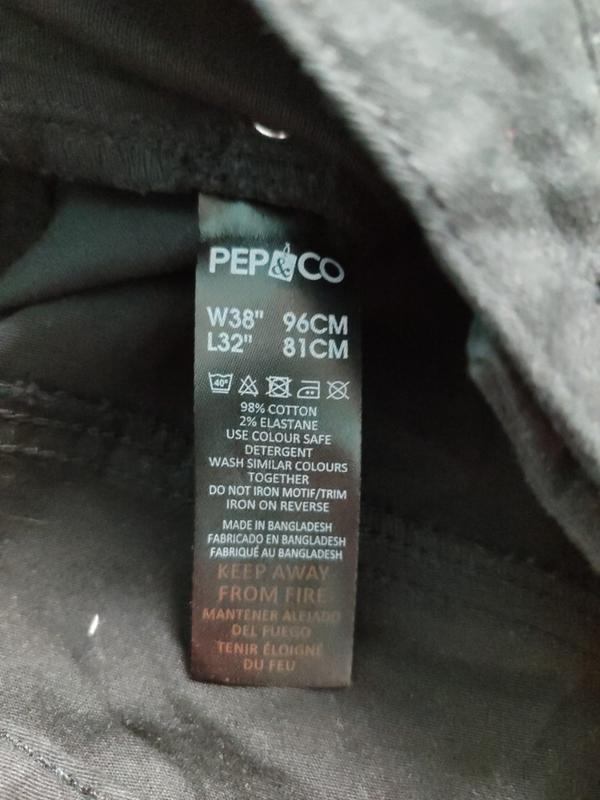 PEP&CO
W38" 96CM
L32" 81CM
40°
98% COTTON
2% ELASTANE
USE COLOUR SAFE
DETERGENT
WASH SIMILAR COLOURS
TOGETHER
DO NOT IRON MOTIF/TRIM
IRON ON REVERSE
MADE IN BANGLADESH
FABRICADO EN BANGLADESH
FABRIQUÉ AU BANGLADESH
KEEP AWAY
FROM FIRE
MANTENER ALEJADO
DEL FUEGO
TENIR ÉLOIGNÉ
DU FEU